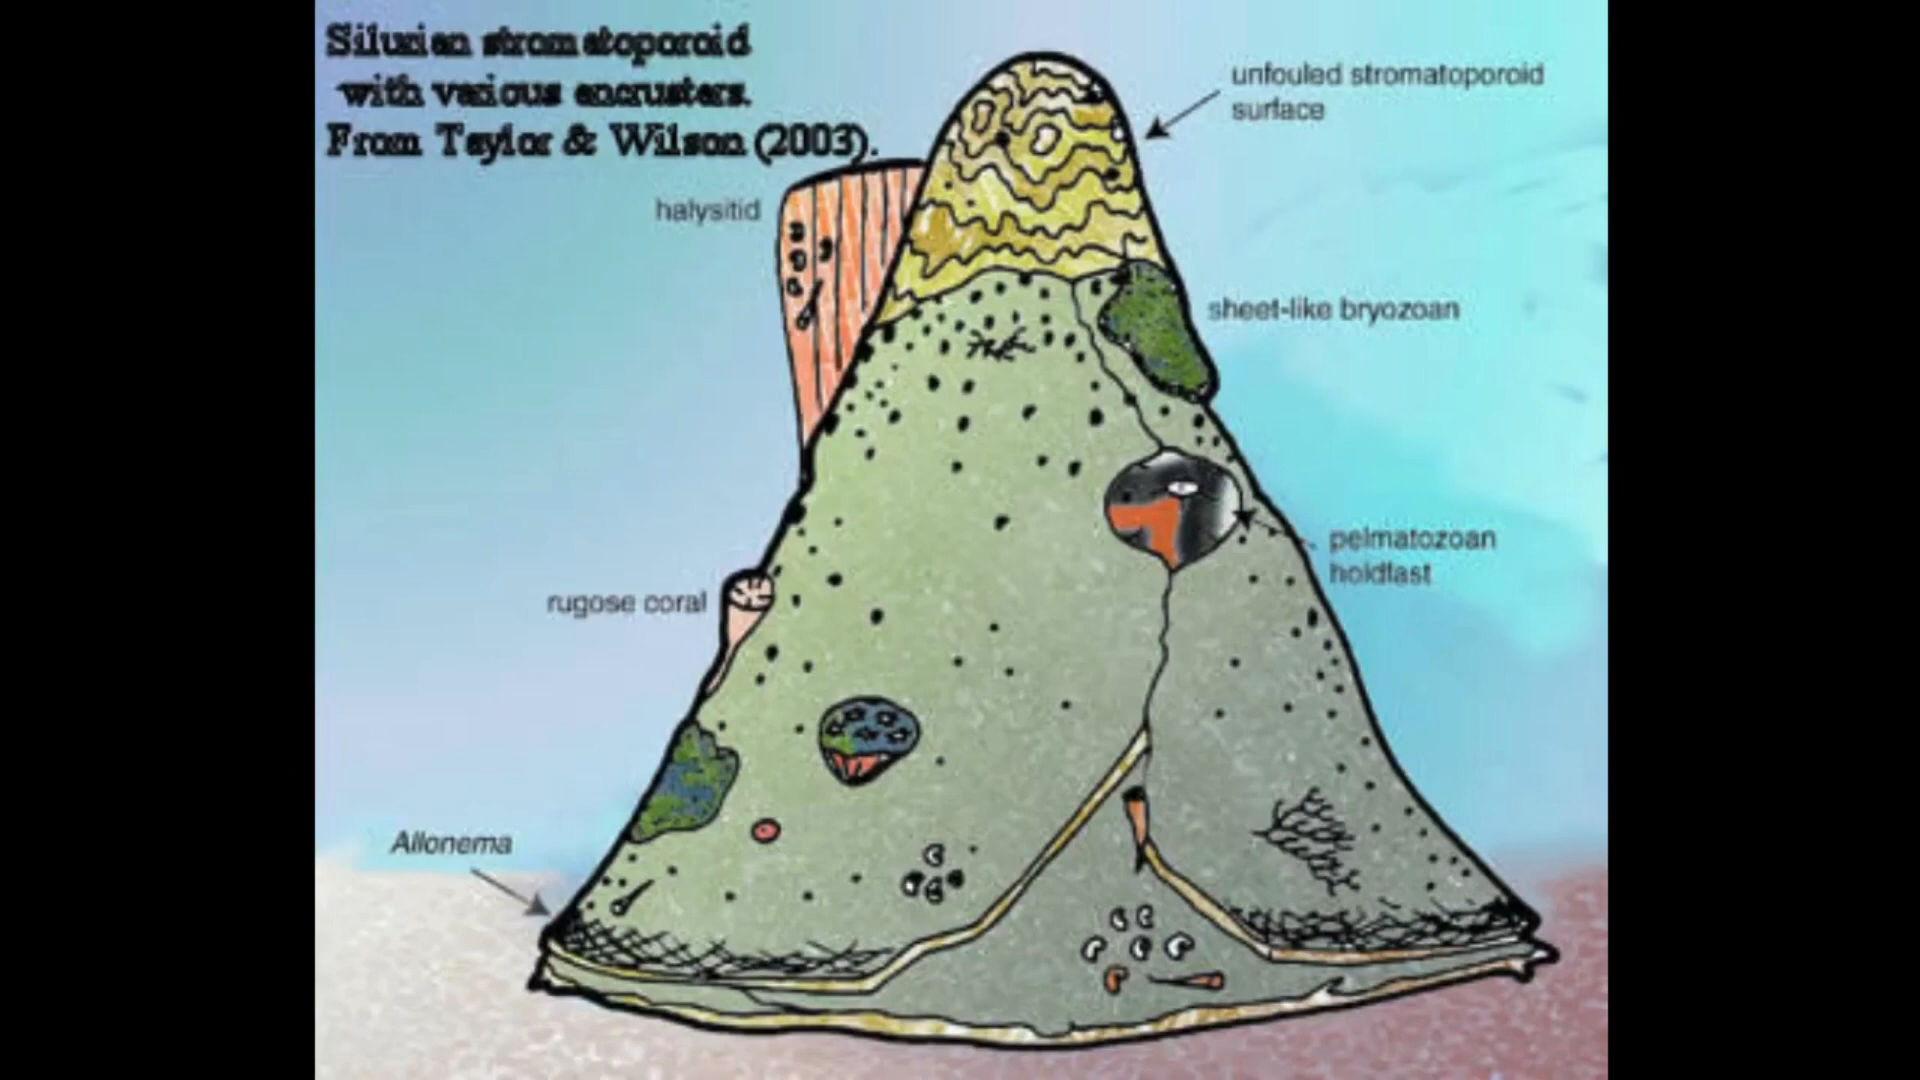 Silurian stromatoporoid
with various encrusters.
From Taylor & Wilson (2003).
unfouled stromatoporoid
surface
halysitid
sheet-like bryozoan
pelmatozoan
holdfast
rugose coral
Allonema